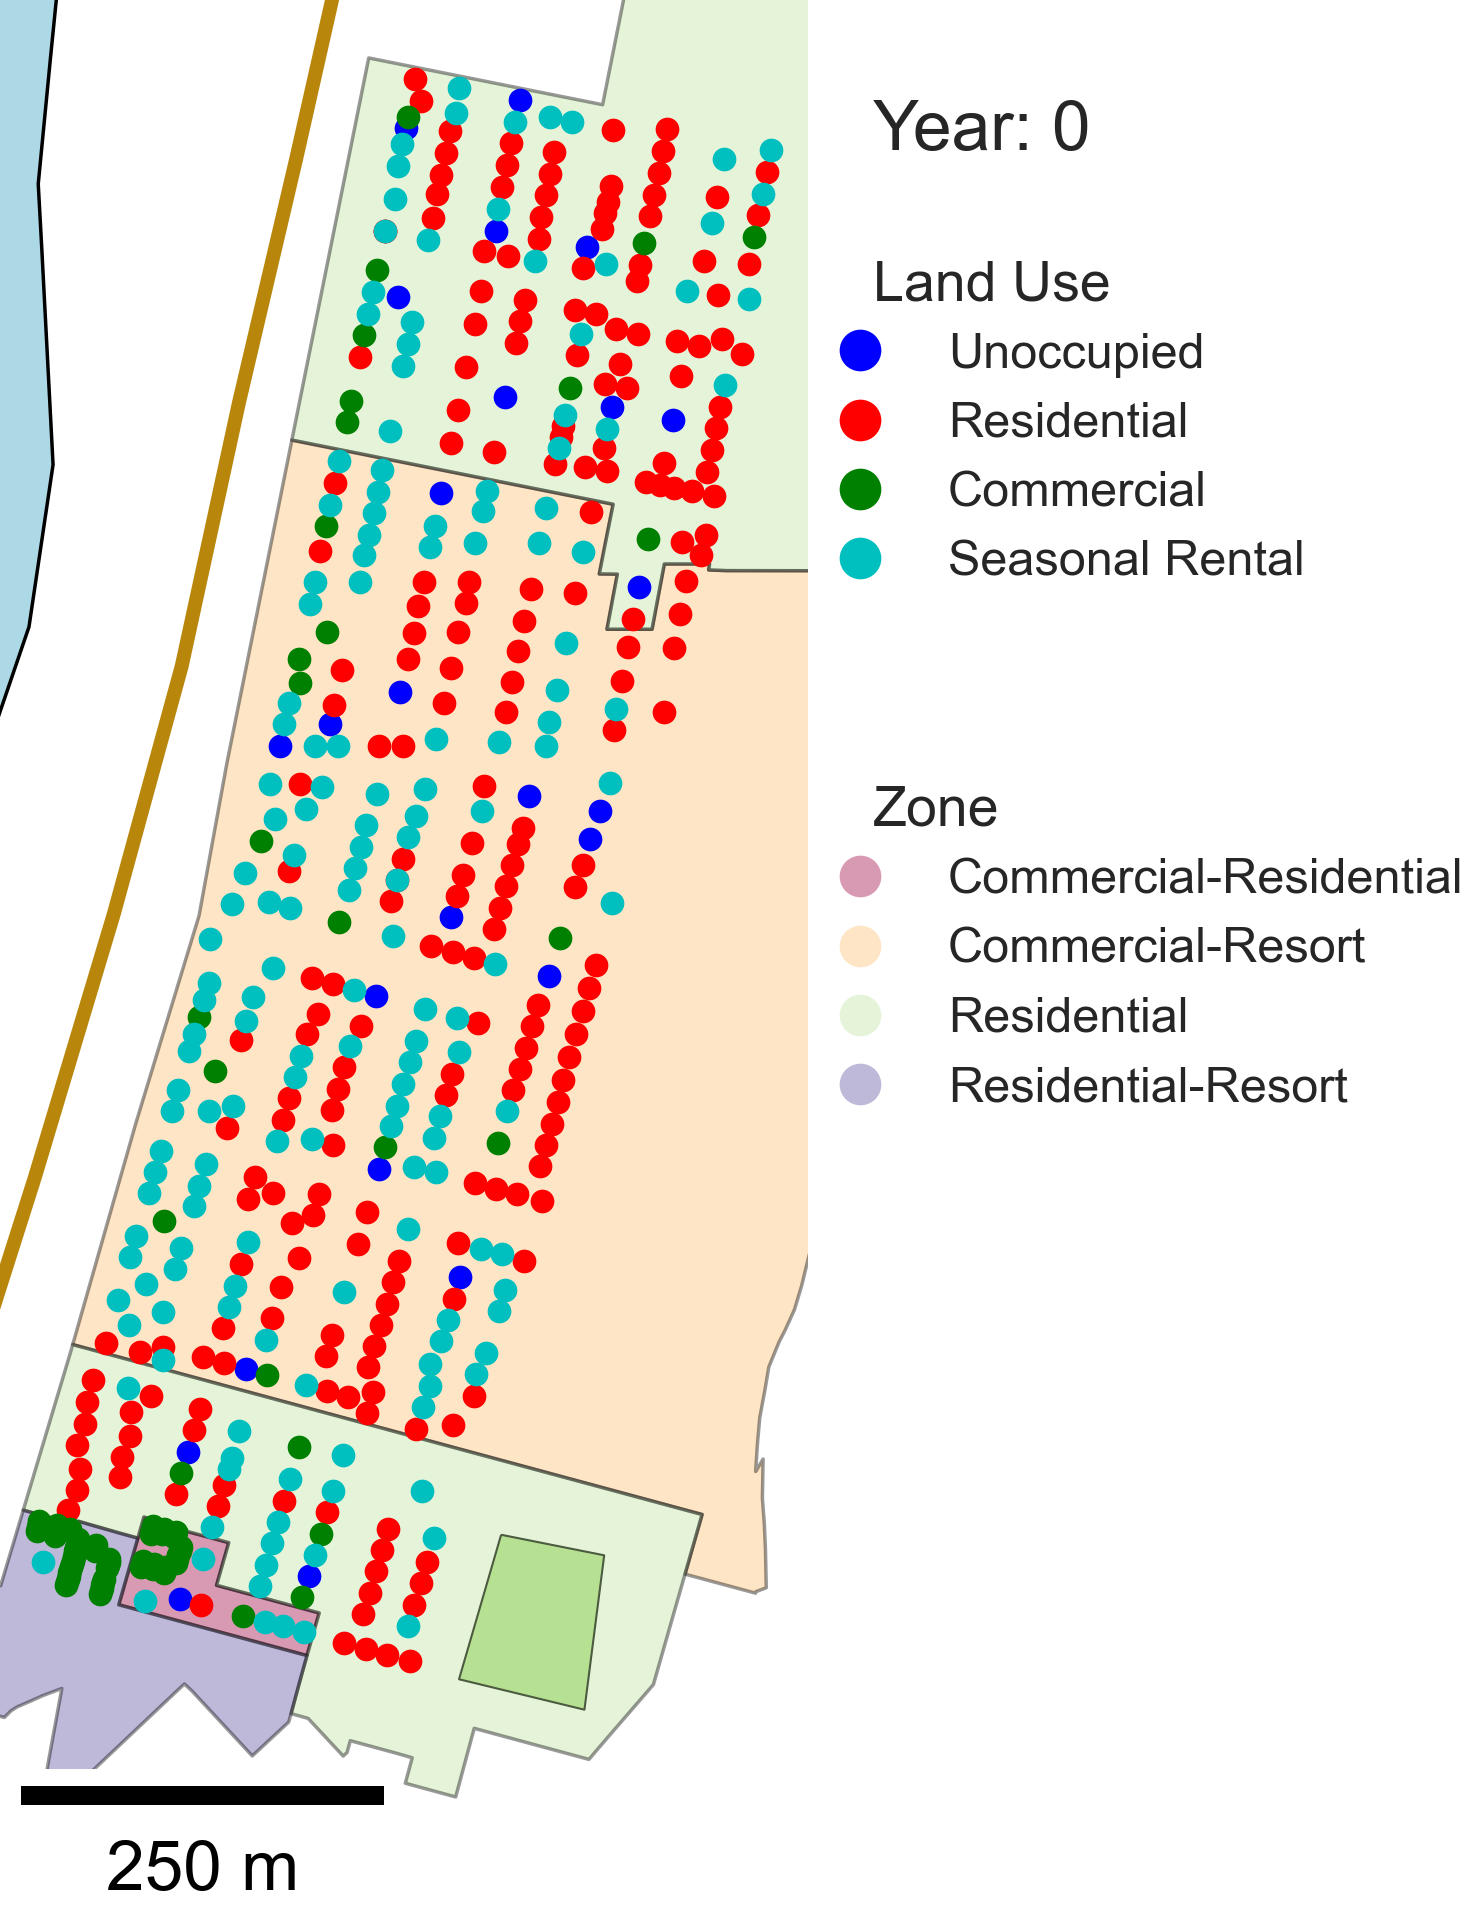 Year: 0
Land Use
Unoccupied
Residential
Commercial
Seasonal Rental
Zone
Commercial-Residential
Commercial-Resort
Residential
Residential-Resort
250 m